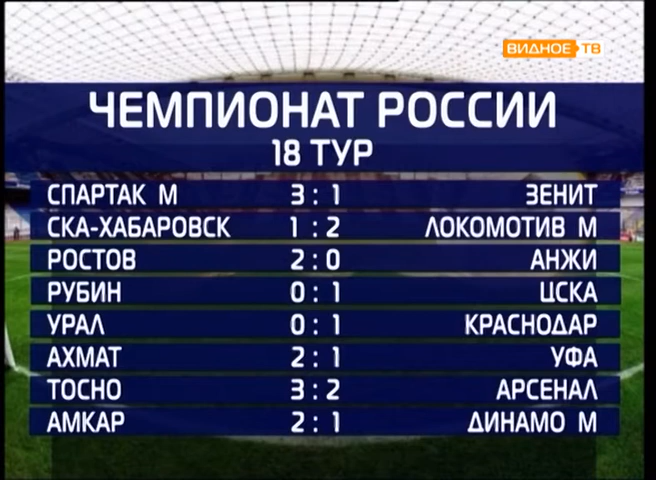 ВИДНОЕ ТВ
ЧЕМПИОНАТ РОССИИ
18 ТУР
СПАРТАК М 3 : 1 ЗЕНИТ
СКА-ХАБАРОВСК 1 : 2 ЛОКОМОТИВ М
РОСТОВ 2 : 0 АНЖИ
РУБИН 0 : 1 ЦСКА
УРАЛ 0 : 1 КРАСНОДАР
АХМАТ 2 : 1 УФА
ТОСНО 3 : 2 АРСЕНАЛ
АМКАР 2 : 1 ДИНАМО М